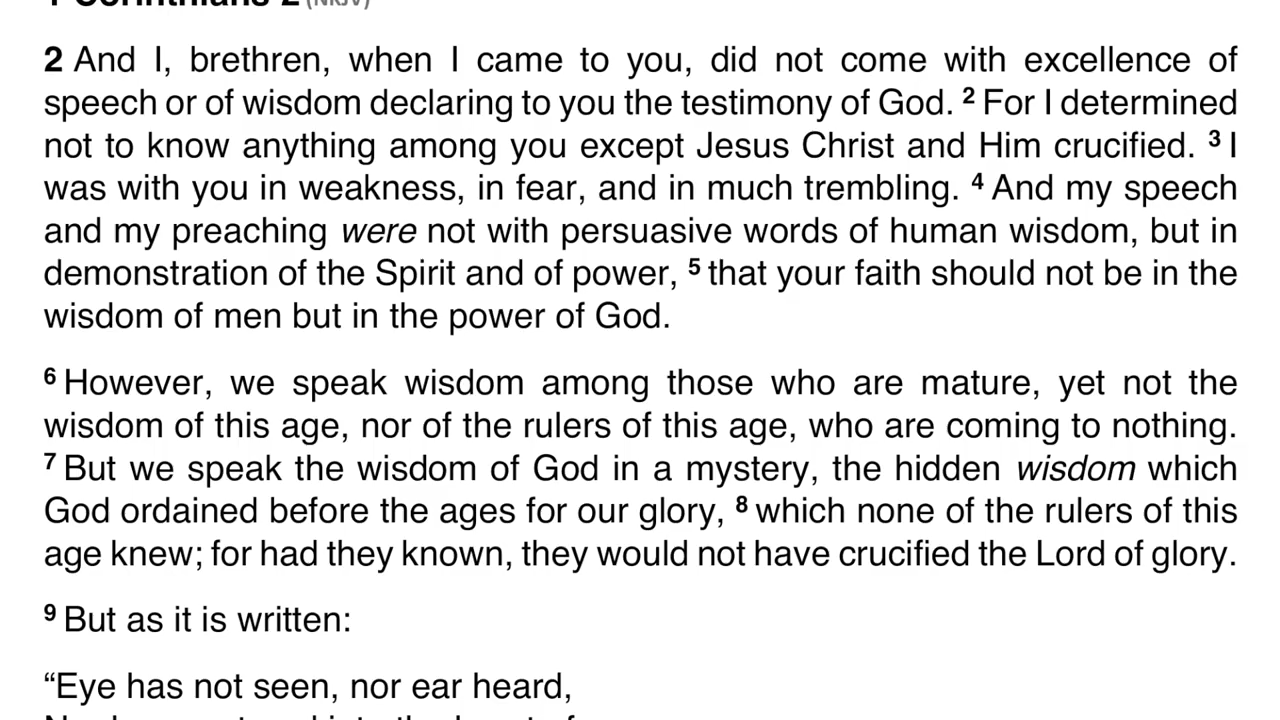 1 Corinthians 2 (NKJV)
2 And I, brethren, when I came to you, did not come with excellence of
speech or of wisdom declaring to you the testimony of God. 2 For I determined
not to know anything among you except Jesus Christ and Him crucified. 3 I
was with you in weakness, in fear, and in much trembling. 4 And my speech
and my preaching were not with persuasive words of human wisdom, but in
demonstration of the Spirit and of power, 5 that your faith should not be in the
wisdom of men but in the power of God.
6 However, we speak wisdom among those who are mature, yet not the
wisdom of this age, nor of the rulers of this age, who are coming to nothing.
7 But we speak the wisdom of God in a mystery, the hidden wisdom which
God ordained before the ages for our glory, 8 which none of the rulers of this
age knew; for had they known, they would not have crucified the Lord of glory.
9 But as it is written:
“Eye has not seen, nor ear heard,